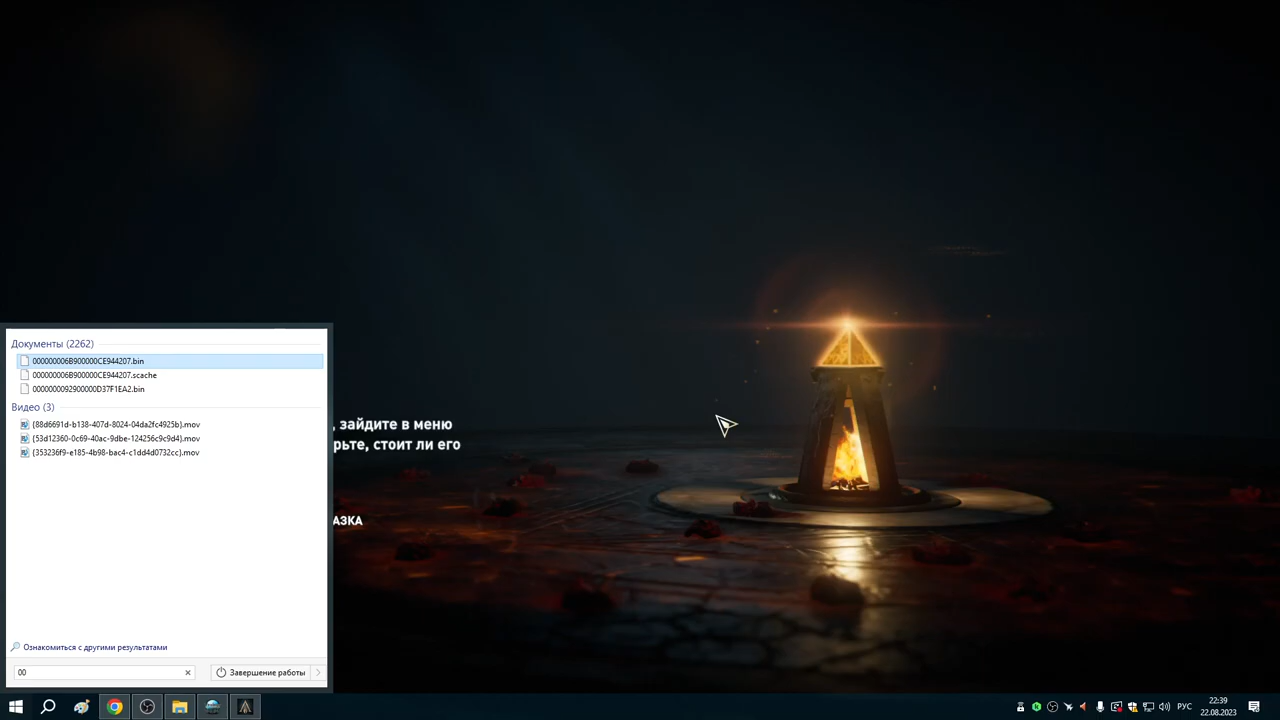 Документы (2262)
000000006B900000CE944207.bin
000000006B900000CE944207.scache
0000000092900000D37F1EA2.bin
Видео (3)
{88d6691d-b138-407d-8024-04da2fc4925b}.mov
{53d12360-0c69-40ac-9dbe-124256c9c9d4}.mov
{353236f9-e185-4b98-bac4-c1dd4d0732cc}.mov
, зайдите в меню
рьте, стоит ли его
АЗКА
Ознакомиться с другими результатами
00
Завершение работы
РУС
22:39
22.08.2023